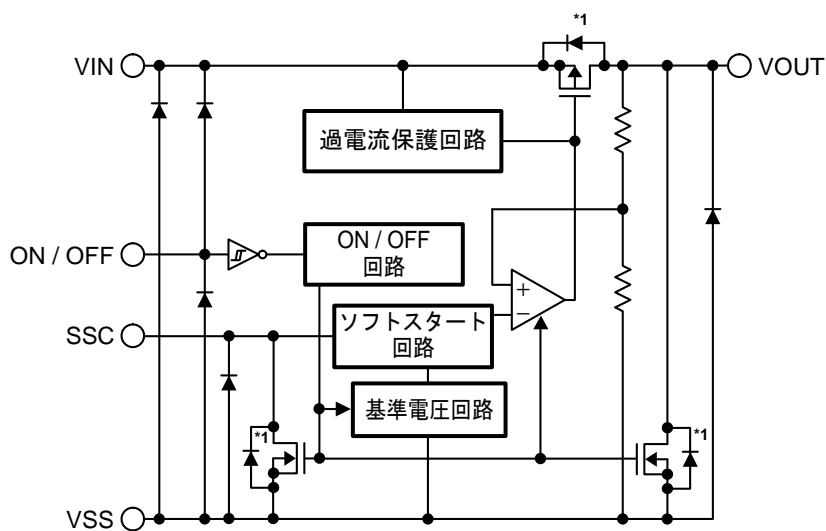 *1
VIN
VOUT
過電流保護回路
ON / OFF
ON / OFF
回路
+
−
SSC
ソフトスタート
回路
基準電圧回路
*1
*1
VSS